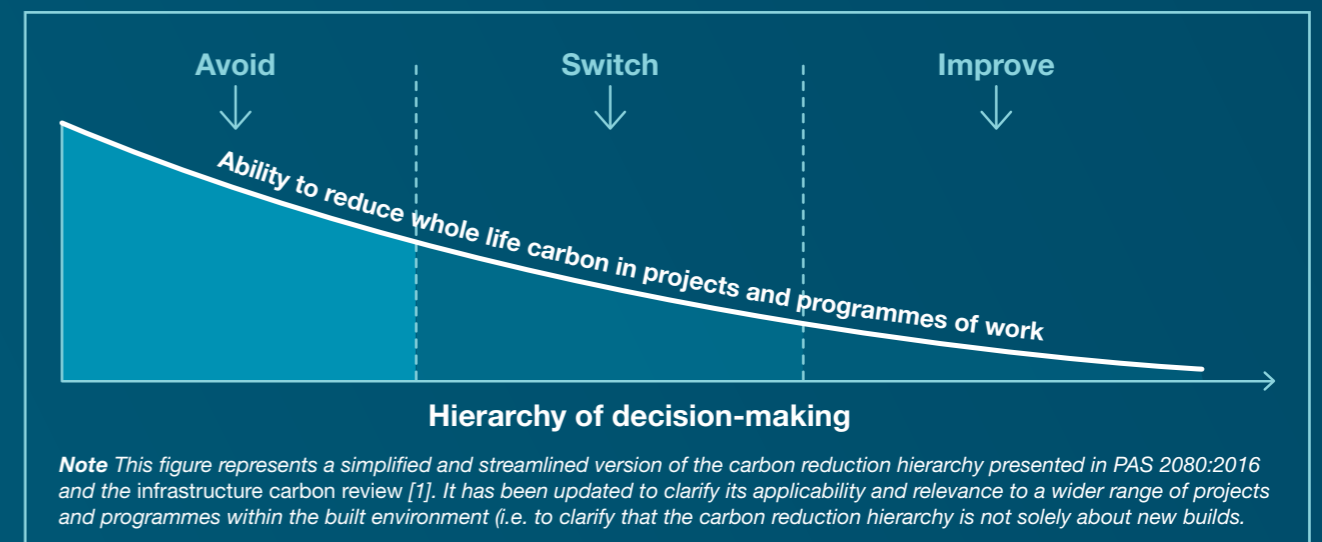 Avoid
Switch
Improve
Ability to reduce whole life carbon in projects and programmes of work
Hierarchy of decision-making
Note This figure represents a simplified and streamlined version of the carbon reduction hierarchy presented in PAS 2080:2016
and the infrastructure carbon review [1]. It has been updated to clarify its applicability and relevance to a wider range of projects
and programmes within the built environment (i.e. to clarify that the carbon reduction hierarchy is not solely about new builds.